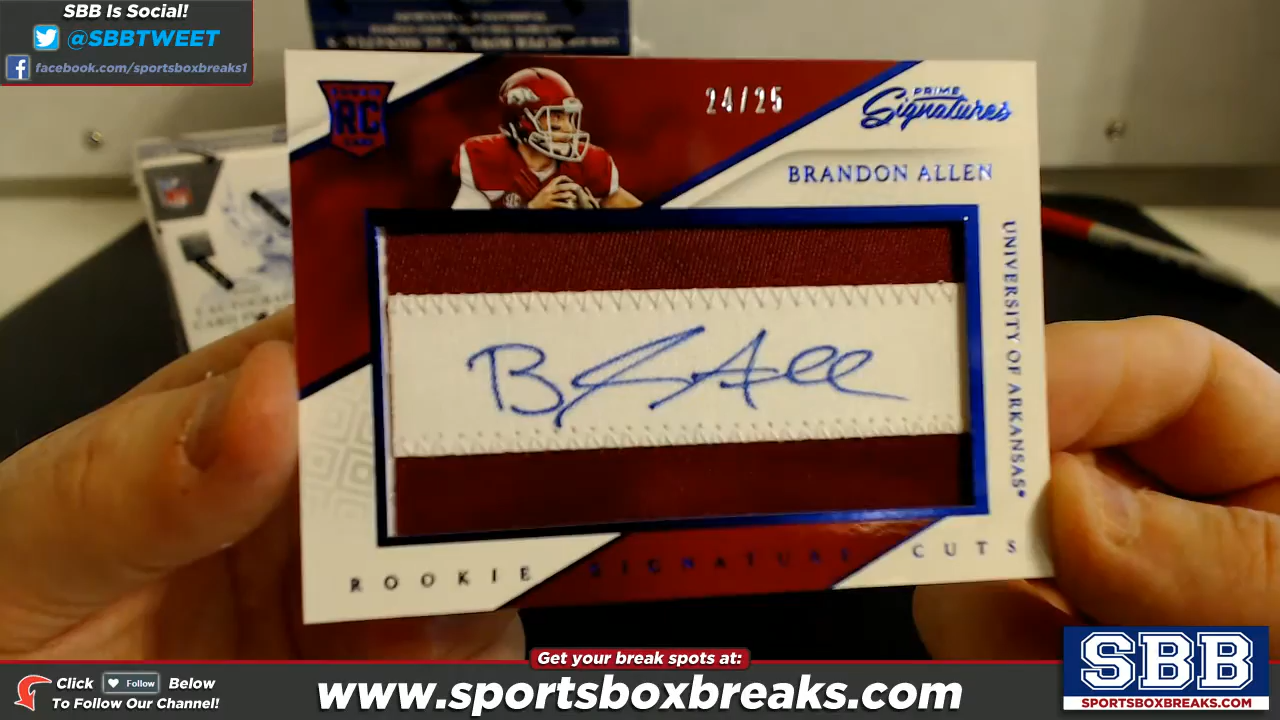 SBB Is Social!
@SBBTWEET
facebook.com/sportsboxbreaks1
RC
24/25
PRIME
Signatures
BRANDON ALLEN
UNIVERSITY OF ARKANSAS
B Alle
ROOKIE SIGNATURE CUTS
NFL
Get your break spots at:
Click Follow Below
To Follow Our Channel!
www.sportsboxbreaks.com
SBB
SPORTSBOXBREAKS.COM